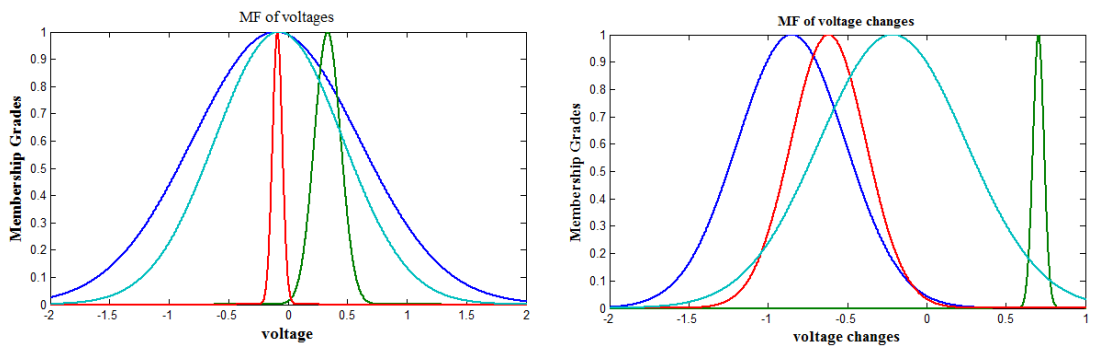 MF of voltages
1
0.9
0.8
0.7
0.6
0.5
0.4
0.3
0.2
0.1
0
Membership Grades
-2 -1.5 -1 -0.5 0 0.5 1 1.5 2
voltage
MF of voltage changes
1
0.9
0.8
0.7
0.6
0.5
0.4
0.3
0.2
0.1
0
Membership Grades
-2 -1.5 -1 -0.5 0 0.5 1
voltage changes